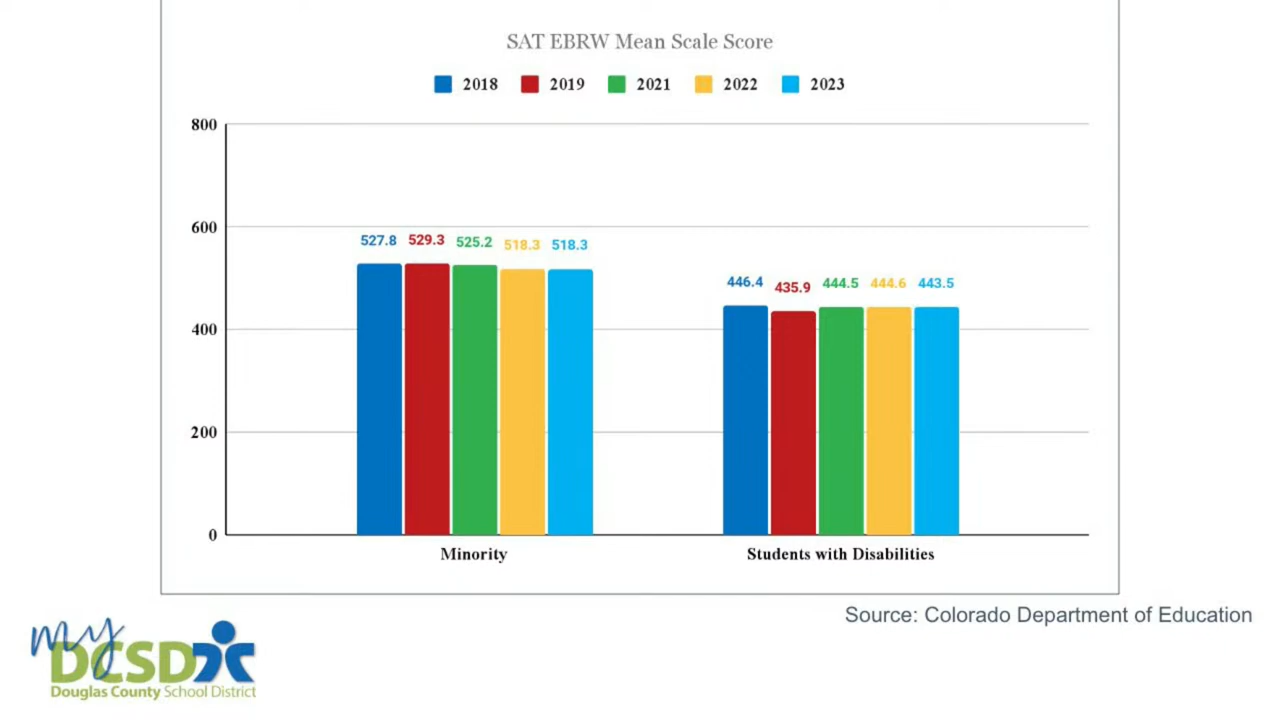 SAT EBRW Mean Scale Score
2018 2019 2021 2022 2023
800
600
400
200
0
527.8 529.3 525.2 518.3 518.3
446.4 435.9 444.5 444.6 443.5
Minority Students with Disabilities
Source: Colorado Department of Education
my
DCSD
Douglas County School District